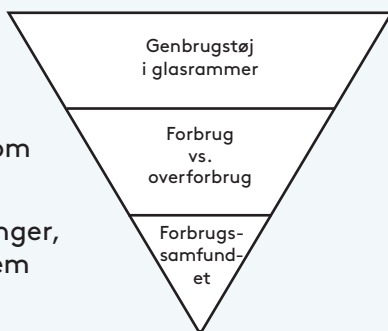 Genbrugstøj
i glasrammer
Forbrug
vs.
overforbrug
Forbrugs-
samfund-
et
om
nger,
em